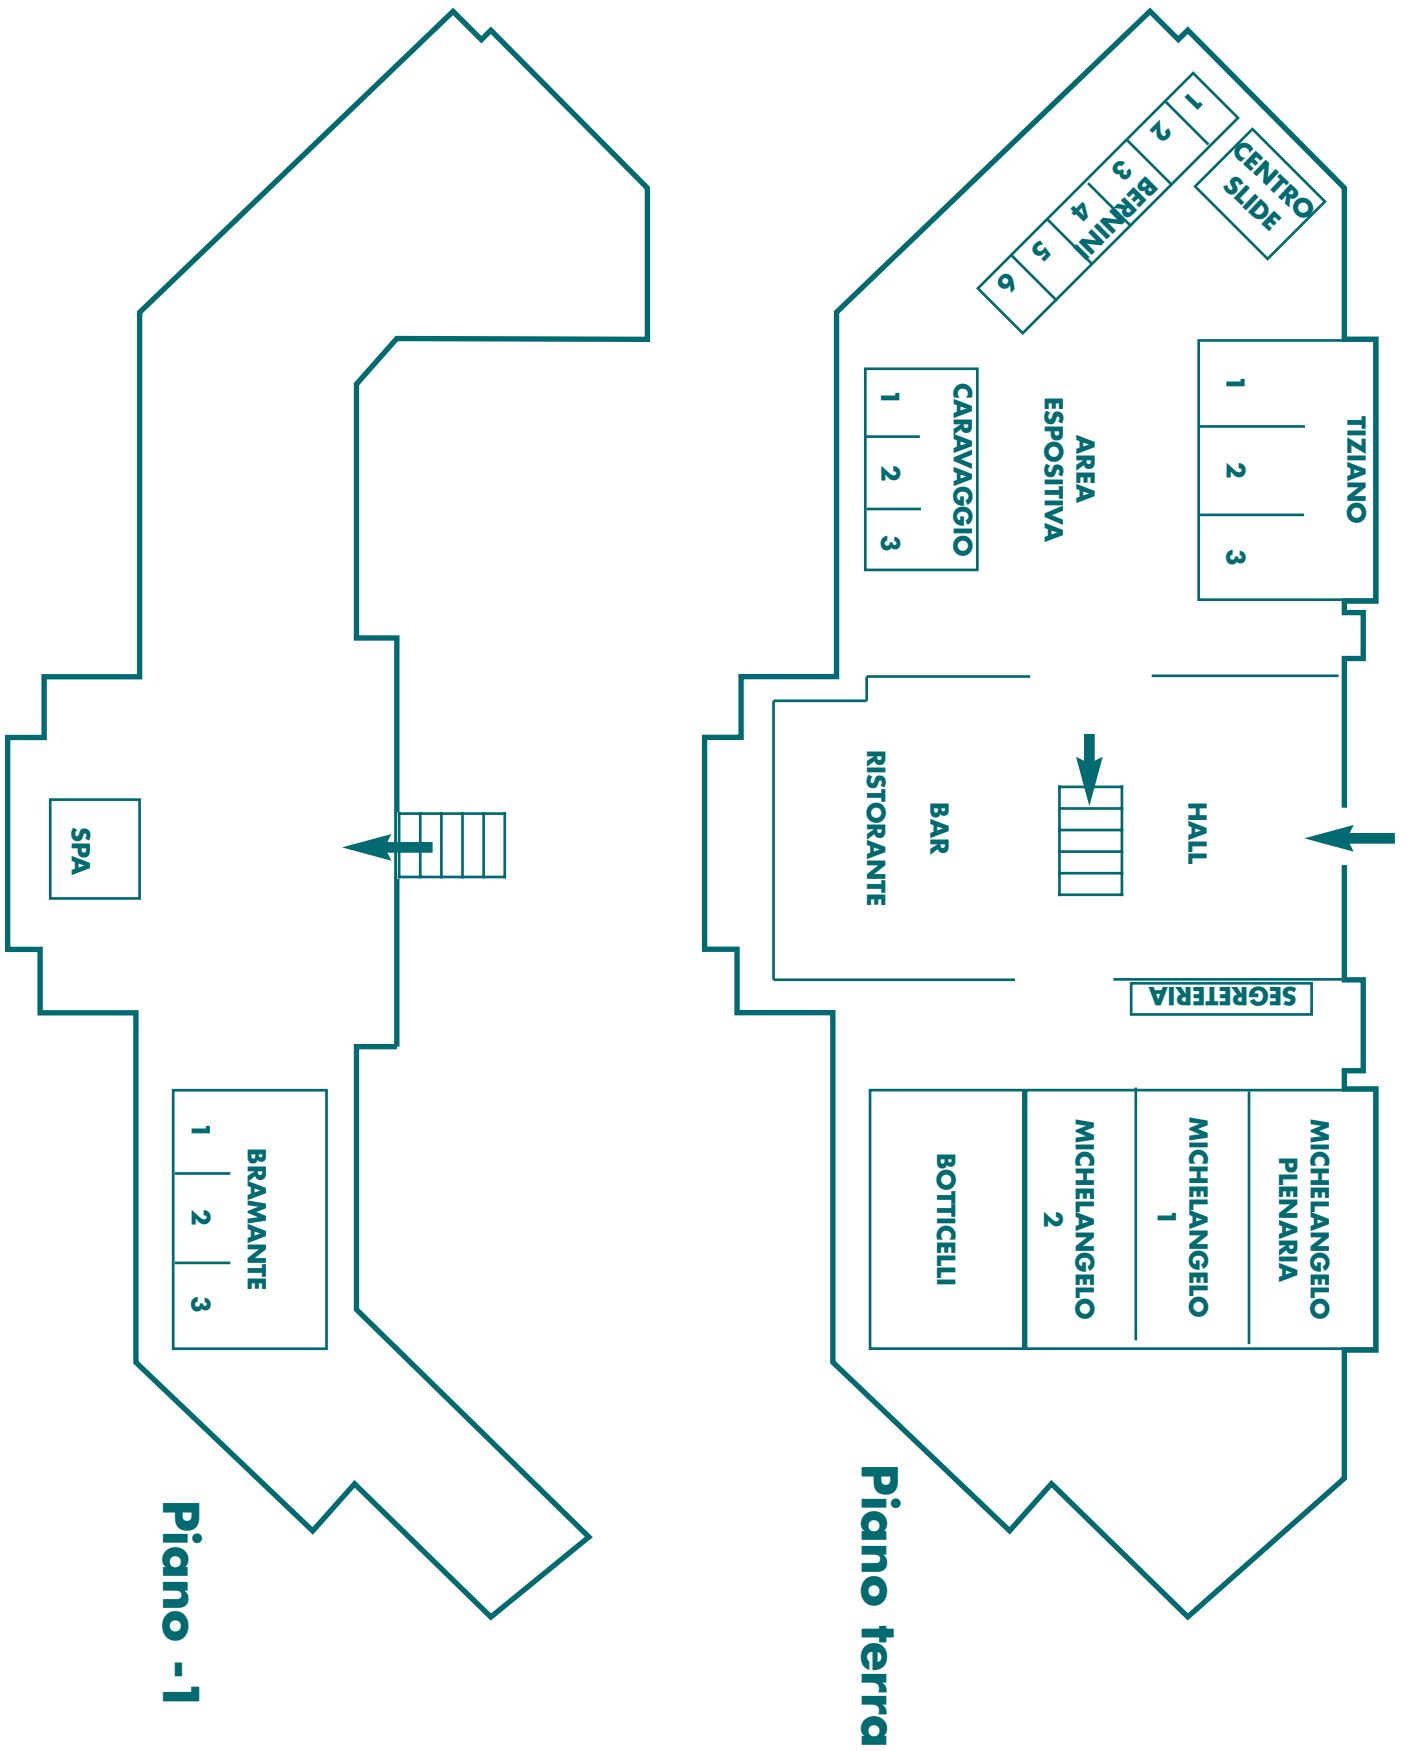 1
2
3
4
5
6
BERNINI
CENTRO
SLIDE
TIZIANO
1
2
3
AREA
ESPOSITIVA
CARAVAGGIO
1
2
3
HALL
BAR
RISTORANTE
SEGRETERIA
MICHELANGELO
PLENARIA
MICHELANGELO
1
MICHELANGELO
2
BOTTICELLI
Piano terra
SPA
BRAMANTE
1
2
3
Piano -1